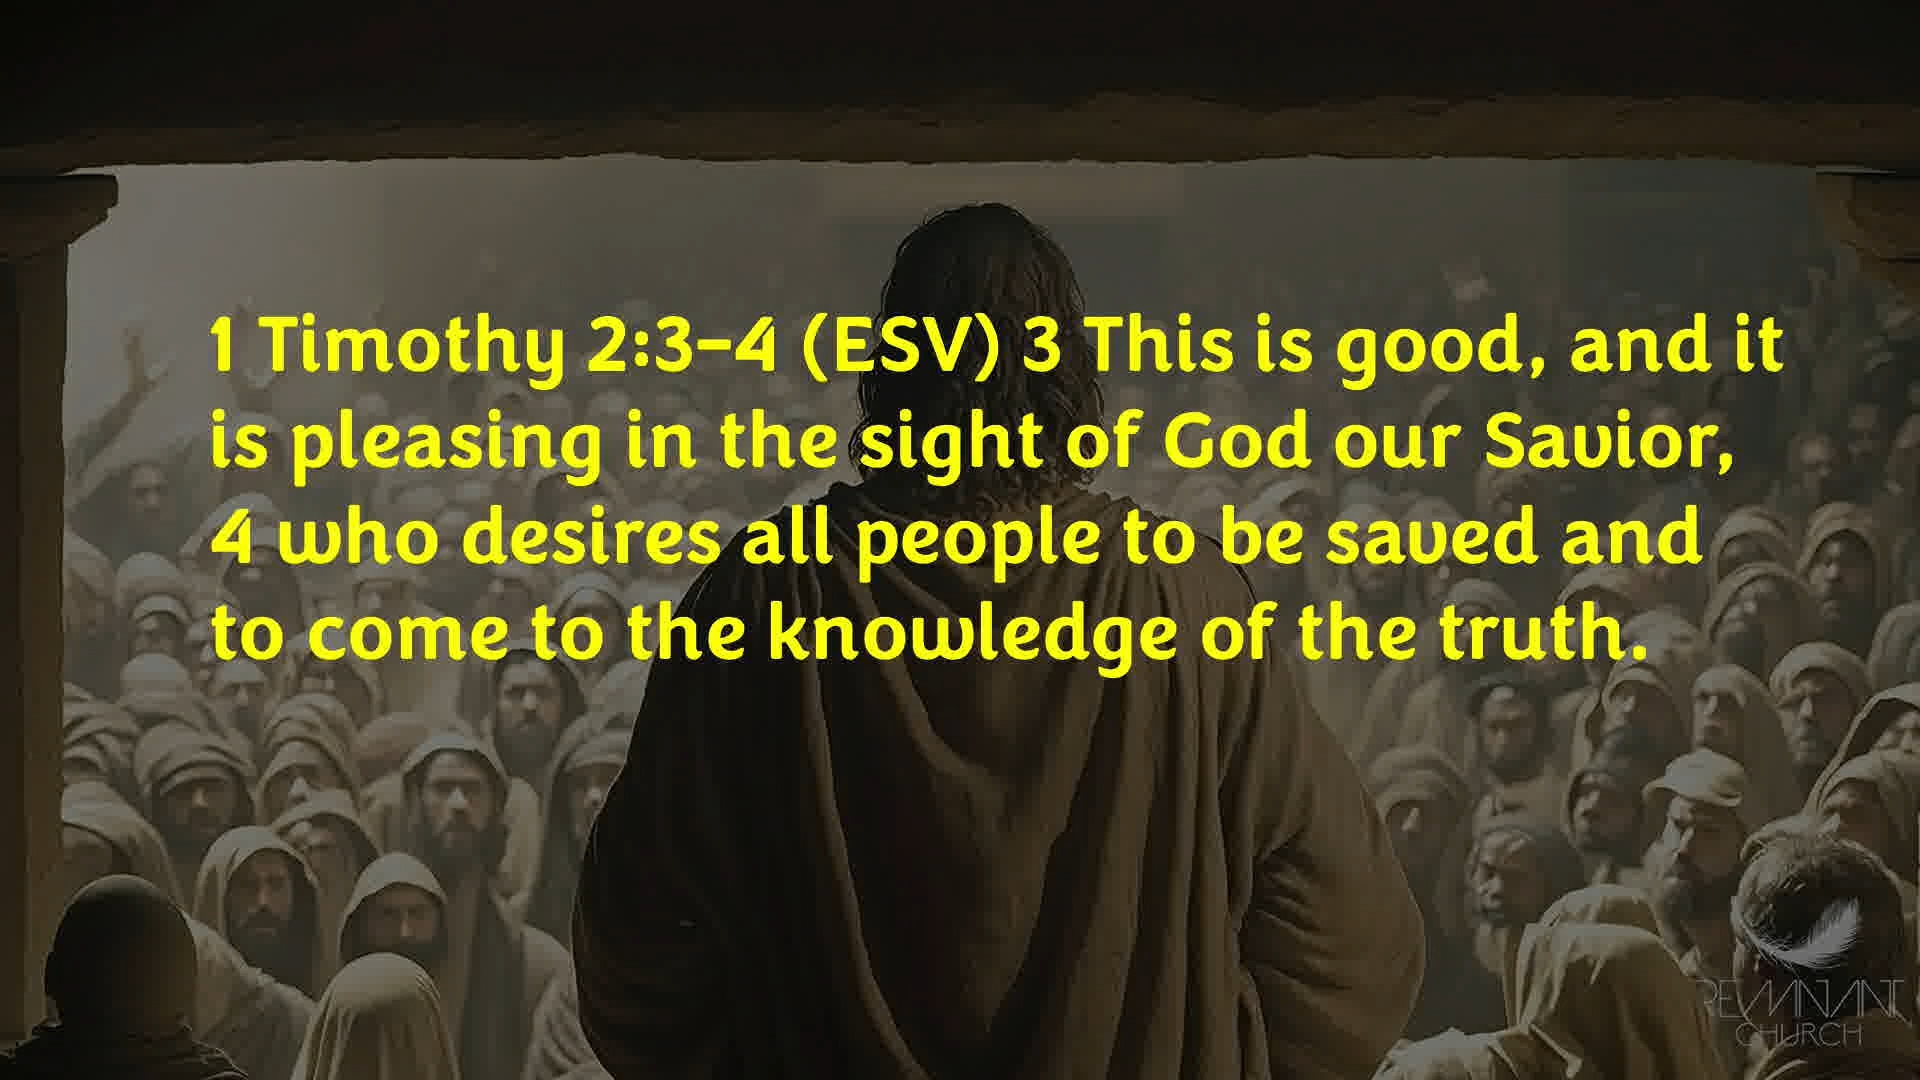 1 Timothy 2:3-4 (ESV) 3 This is good, and it
is pleasing in the sight of God our Savior,
4 who desires all people to be saved and
to come to the knowledge of the truth.
REMNANT
CHURCH